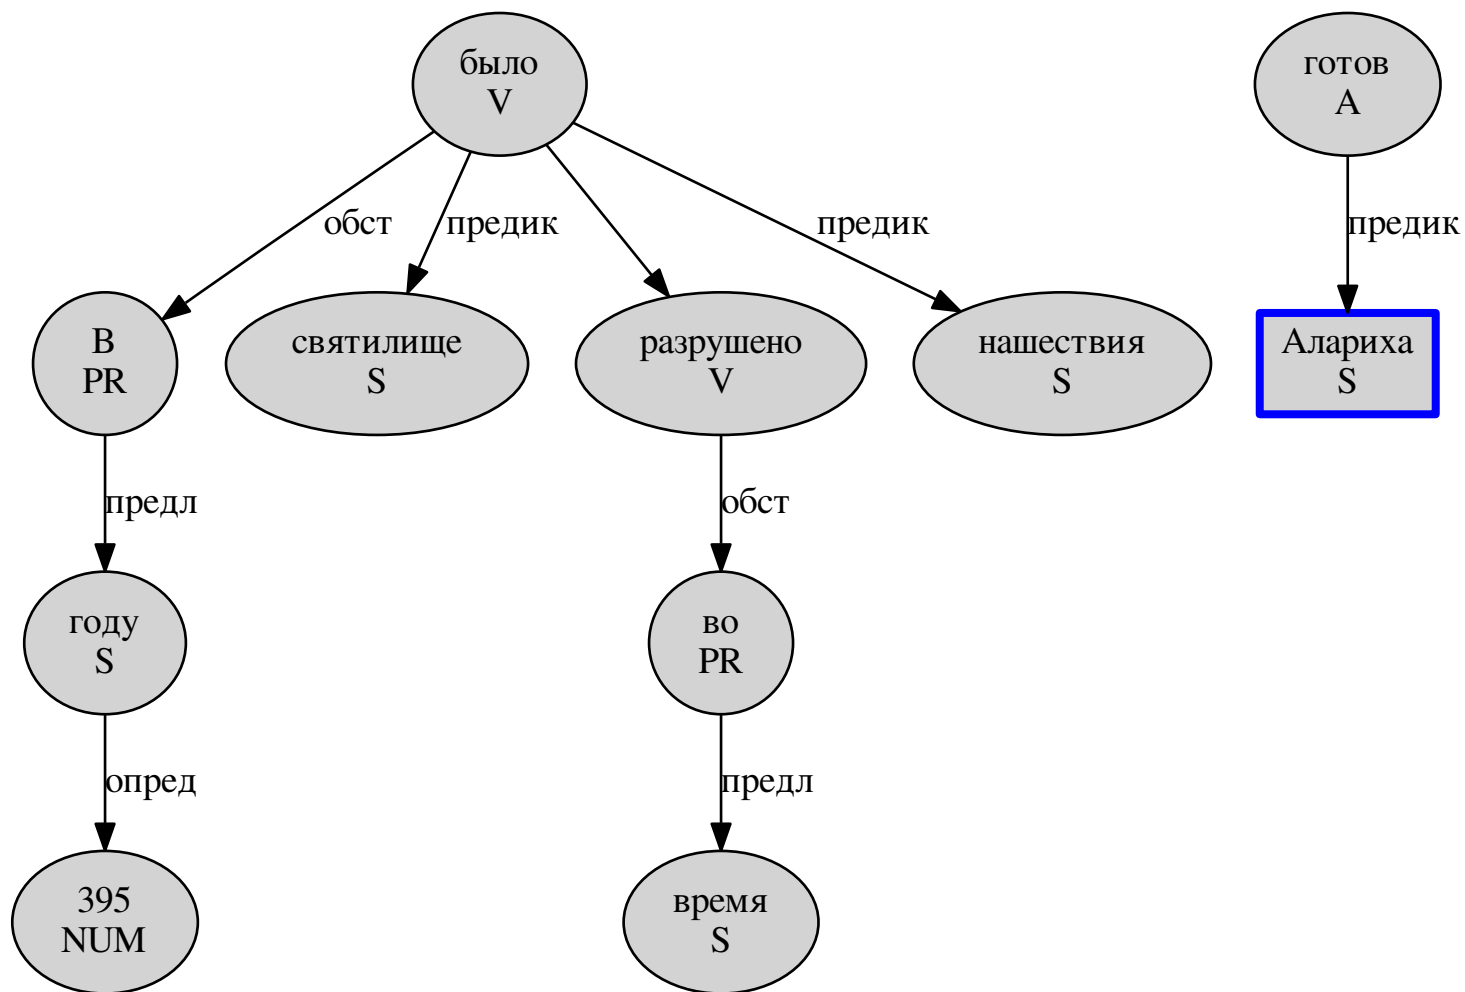 было
V
готов
A
обст
предик
предик
предик
В
PR
святилище
S
разрушено
V
нашествия
S
Алариха
S
предл
обст
году
S
во
PR
опред
предл
395
NUM
время
S